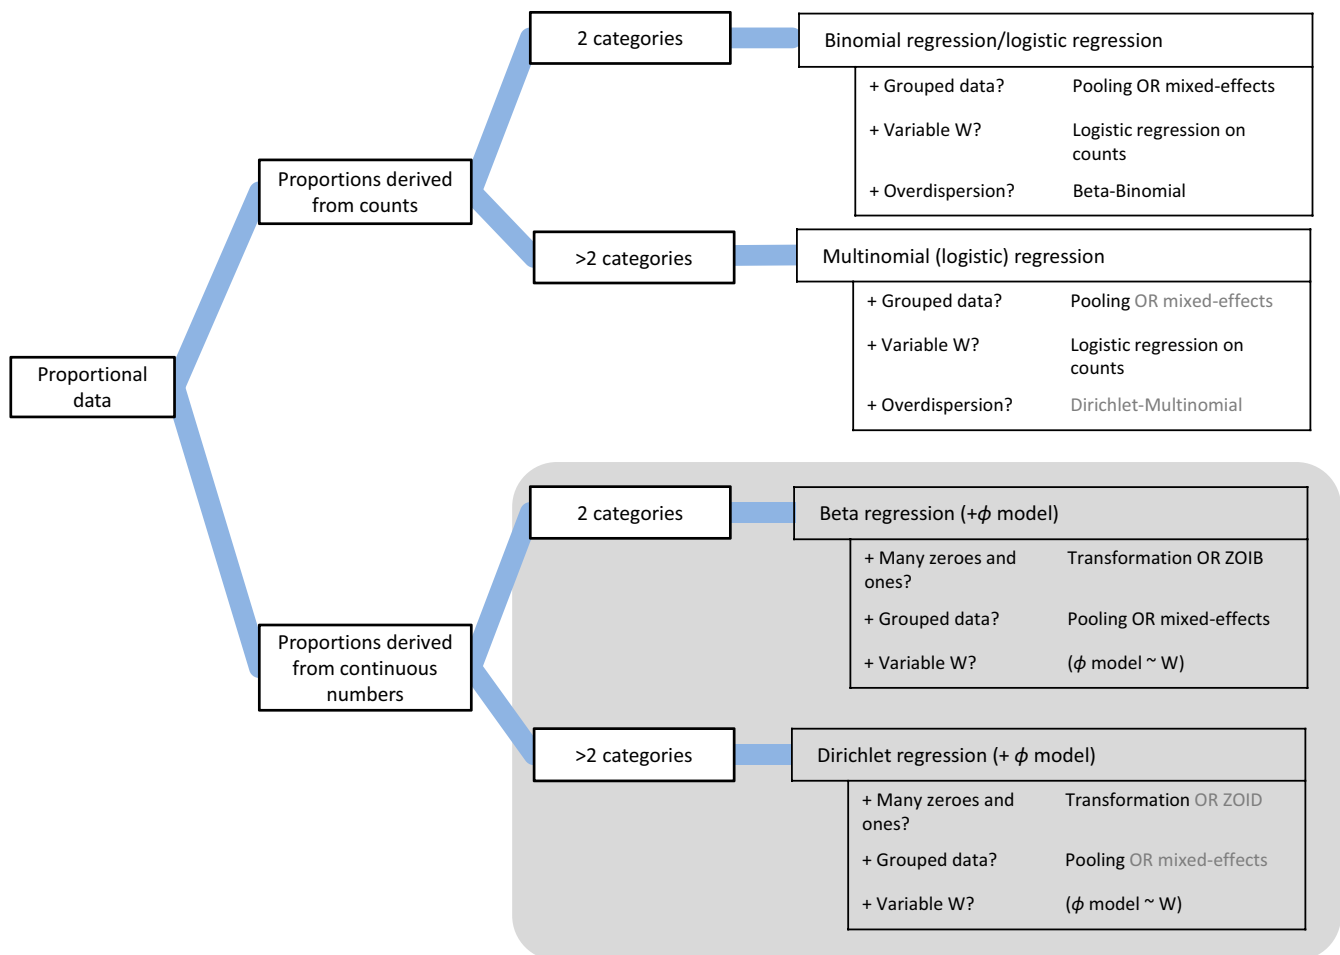 Proportional
data
Proportions derived
from counts
2 categories
Binomial regression/logistic regression
+ Grouped data? Pooling OR mixed-effects
+ Variable W? Logistic regression on
counts
+ Overdispersion? Beta-Binomial
>2 categories
Multinomial (logistic) regression
+ Grouped data? Pooling OR mixed-effects
+ Variable W? Logistic regression on
counts
+ Overdispersion? Dirichlet-Multinomial
Proportions derived
from continuous
numbers
2 categories
Beta regression (+ϕ model)
+ Many zeroes and Transformation OR ZOIB
ones?
+ Grouped data? Pooling OR mixed-effects
+ Variable W? (ϕ model ~ W)
>2 categories
Dirichlet regression (+ ϕ model)
+ Many zeroes and Transformation OR ZOID
ones?
+ Grouped data? Pooling OR mixed-effects
+ Variable W? (ϕ model ~ W)